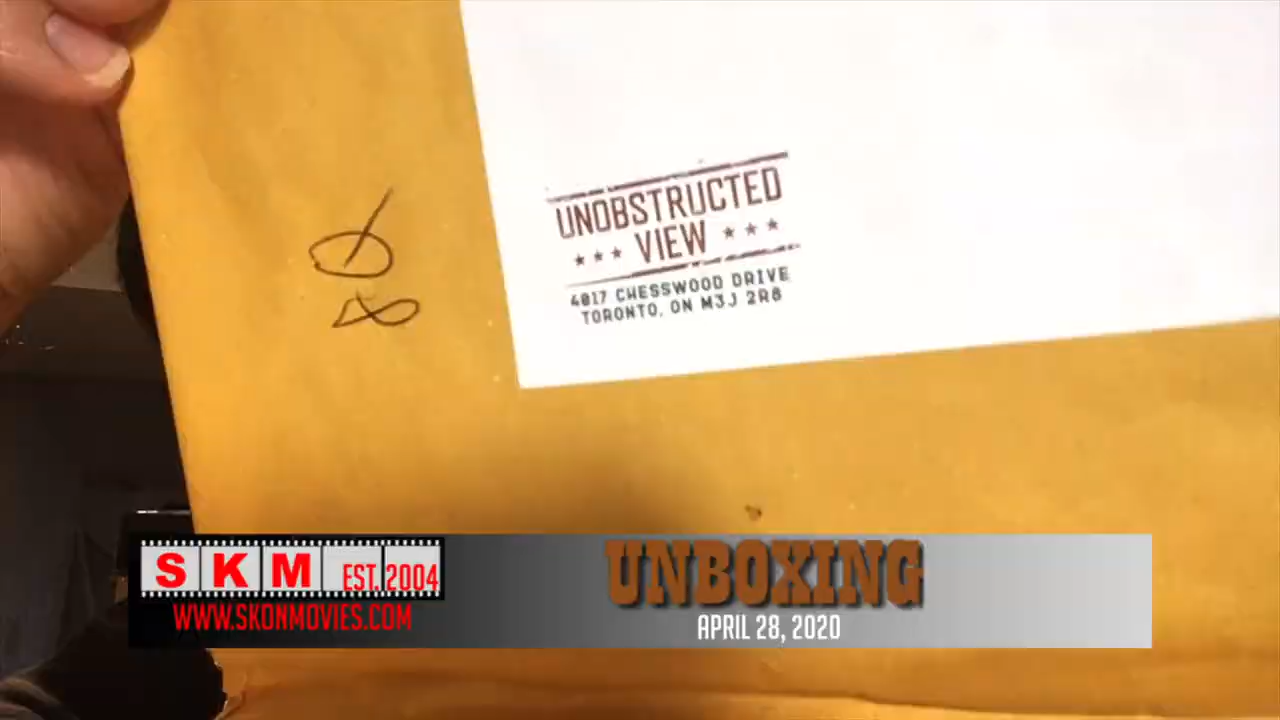 UNOBSTRUCTED
*** VIEW ***
4017 CHESSWOOD DRIVE
TORONTO, ON M3J 2R8
SKM EST. 2004
WWW.SKONMOVIES.COM
UNBOXING
APRIL 28, 2020